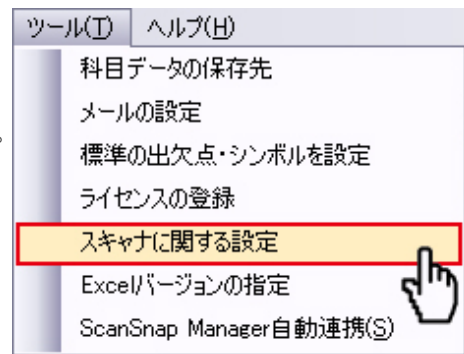 ツール(T) ヘルプ(H)
科目データの保存先
メールの設定
。
標準の出欠点・シンボルを設定
ライセンスの登録
スキャナに関する設定
Excelバージョンの指定
ScanSnap Manager自動連携(S)